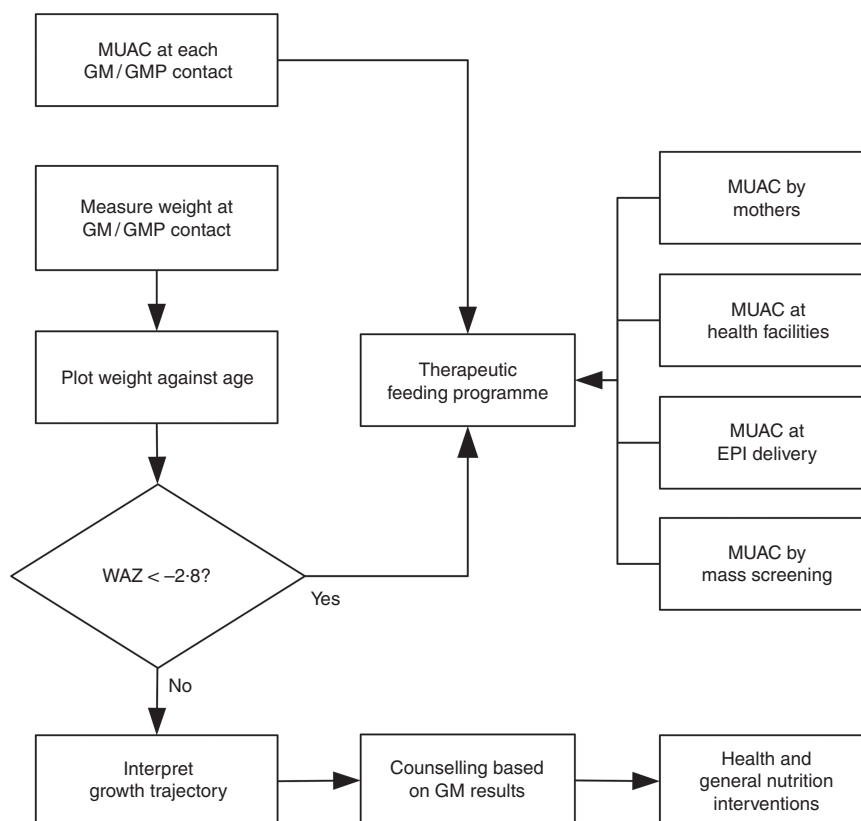 MUAC at each
GM/GMP contact
Measure weight at
GM/GMP contact
Plot weight against age
WAZ < –2·8?
Yes
No
Interpret
growth trajectory
Counselling based
on GM results
Health and
general nutrition
interventions
Therapeutic
feeding programme
MUAC by
mothers
MUAC at
health facilities
MUAC at
EPI delivery
MUAC by
mass screening